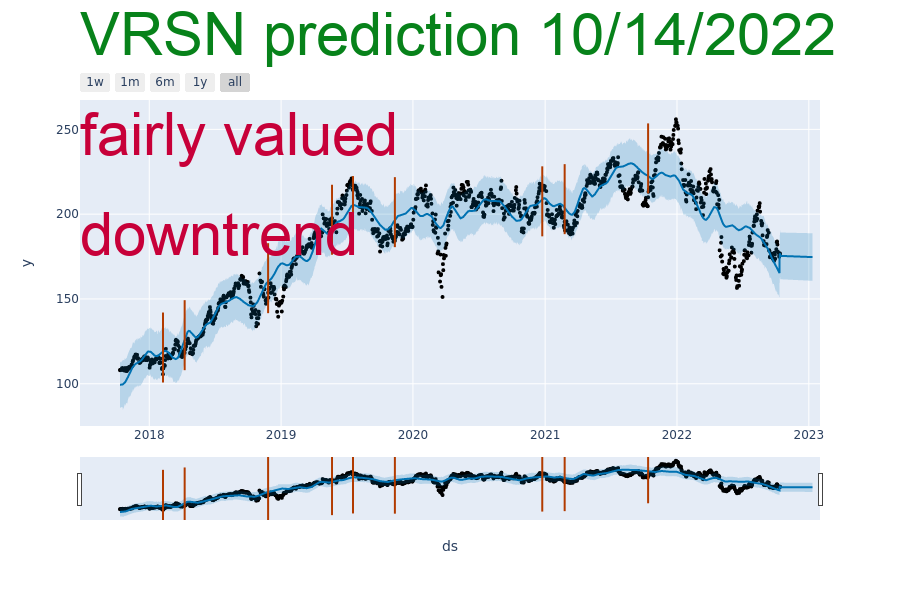 VRSN prediction 10/14/2022
1w 1m 6m 1y all
fairly valued
downtrend
250
200
150
100
y
2018 2019 2020 2021 2022 2023
ds